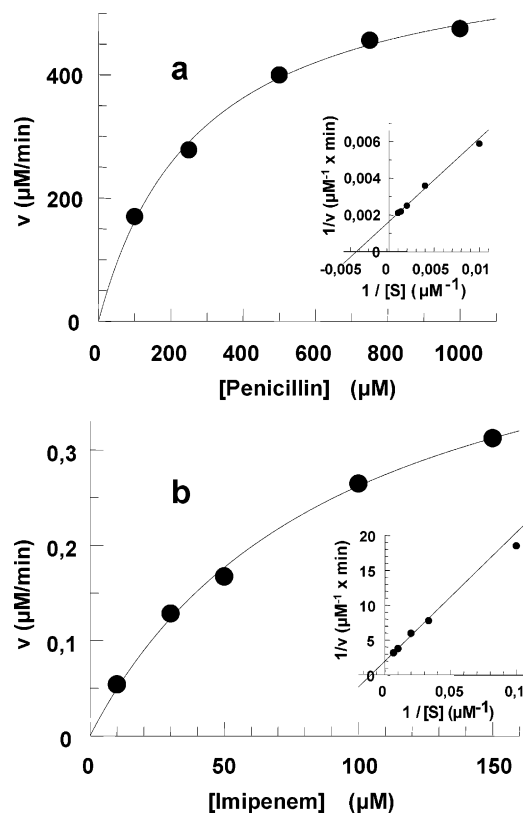 a
v (µM/min)
400
200
0
0 200 400 600 800 1000
[Penicillin] (µM)
1/v (µM⁻¹ x min)
0,006
0,004
0,002
0
-0,005 0 0,005 0,01
1 / [S] (µM⁻¹)
b
v (µM/min)
0,3
0,2
0,1
0
0 50 100 150
[Imipenem] (µM)
1/v (µM⁻¹ x min)
20
15
10
5
0
0 0,05 0,1
1 / [S] (µM⁻¹)